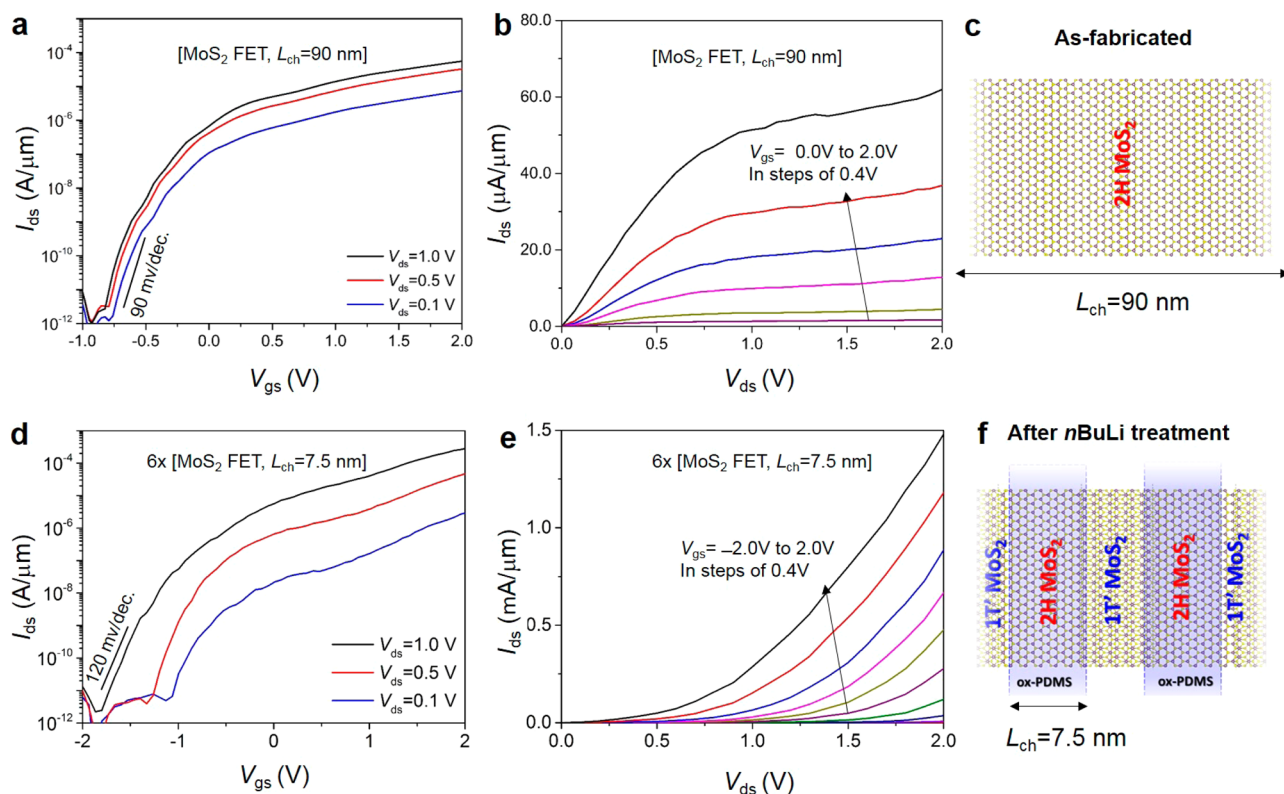 a
[MoS2 FET, Lch=90 nm]
10-4
10-6
10-8
10-10
10-12
Ids (A/μm)
90 mv/dec.
Vds=1.0 V
Vds=0.5 V
Vds=0.1 V
-1.0 -0.5 0.0 0.5 1.0 1.5 2.0
Vgs (V)
b
[MoS2 FET, Lch=90 nm]
80.0
60.0
40.0
20.0
0.0
Ids (μA/μm)
Vgs= 0.0V to 2.0V
In steps of 0.4V
0.0 0.5 1.0 1.5 2.0
Vds (V)
c
As-fabricated
2H MoS2
Lch=90 nm
d
6x [MoS2 FET, Lch=7.5 nm]
10-4
10-6
10-8
10-10
10-12
Ids (A/μm)
120 mv/dec.
Vds=1.0 V
Vds=0.5 V
Vds=0.1 V
-2 -1 0 1 2
Vgs (V)
e
6x [MoS2 FET, Lch=7.5 nm]
1.5
1.0
0.5
0.0
Ids (mA/μm)
Vgs= –2.0V to 2.0V
In steps of 0.4V
0.0 0.5 1.0 1.5 2.0
Vds (V)
f
After nBuLi treatment
1T’ MoS2
2H MoS2
1T’ MoS2
2H MoS2
1T’ MoS2
ox-PDMS
ox-PDMS
Lch=7.5 nm